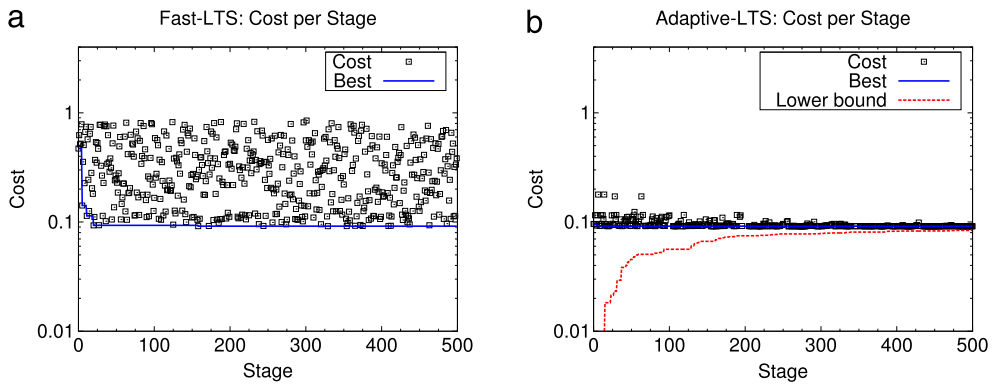 a
Fast-LTS: Cost per Stage
Cost
Best
1
0.1
0.01
Cost
0
100
200
300
400
500
Stage
b
Adaptive-LTS: Cost per Stage
Cost
Best
Lower bound
1
0.1
0.01
Cost
0
100
200
300
400
500
Stage